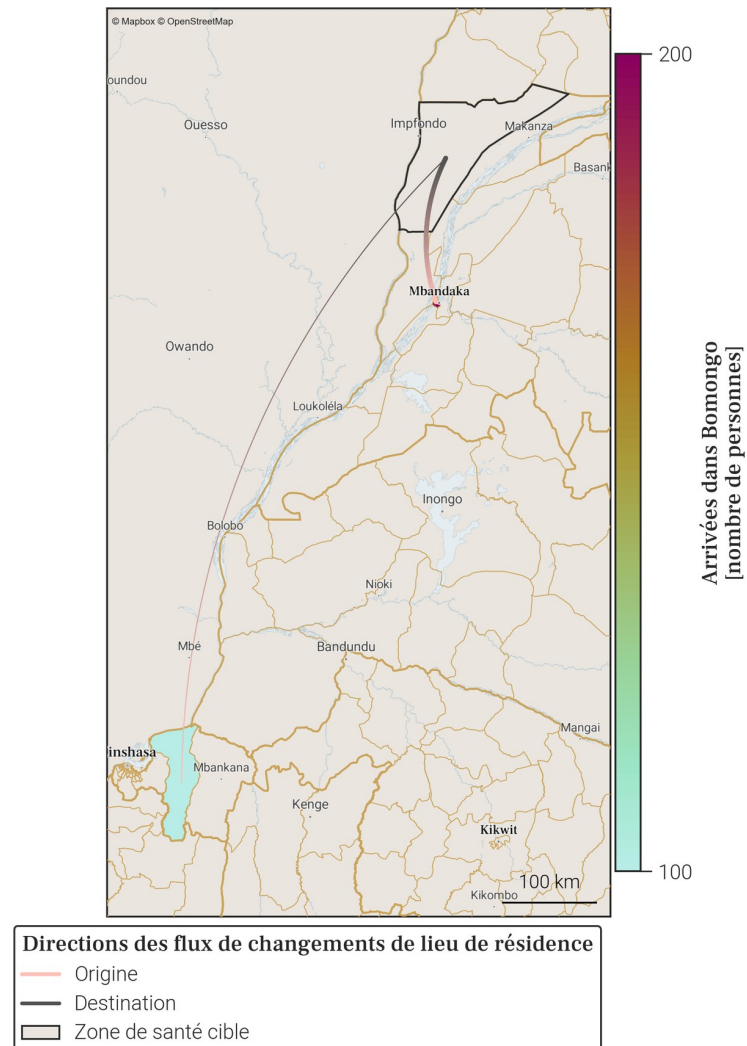 © Mapbox © OpenStreetMap
oundou
Ouesso
Impfondo
Makanza
Basank
Mbandaka
Owando
Loukoléla
Inongo
Bolobo
Nioki
Mbé
Bandundu
Mangai
inshasa
Mbankana
Kenge
Kikwit
Kikombo
100 km
200
100
Arrivées dans Bomongo
[nombre de personnes]
Directions des flux de changements de lieu de résidence
Origine
Destination
Zone de santé cible